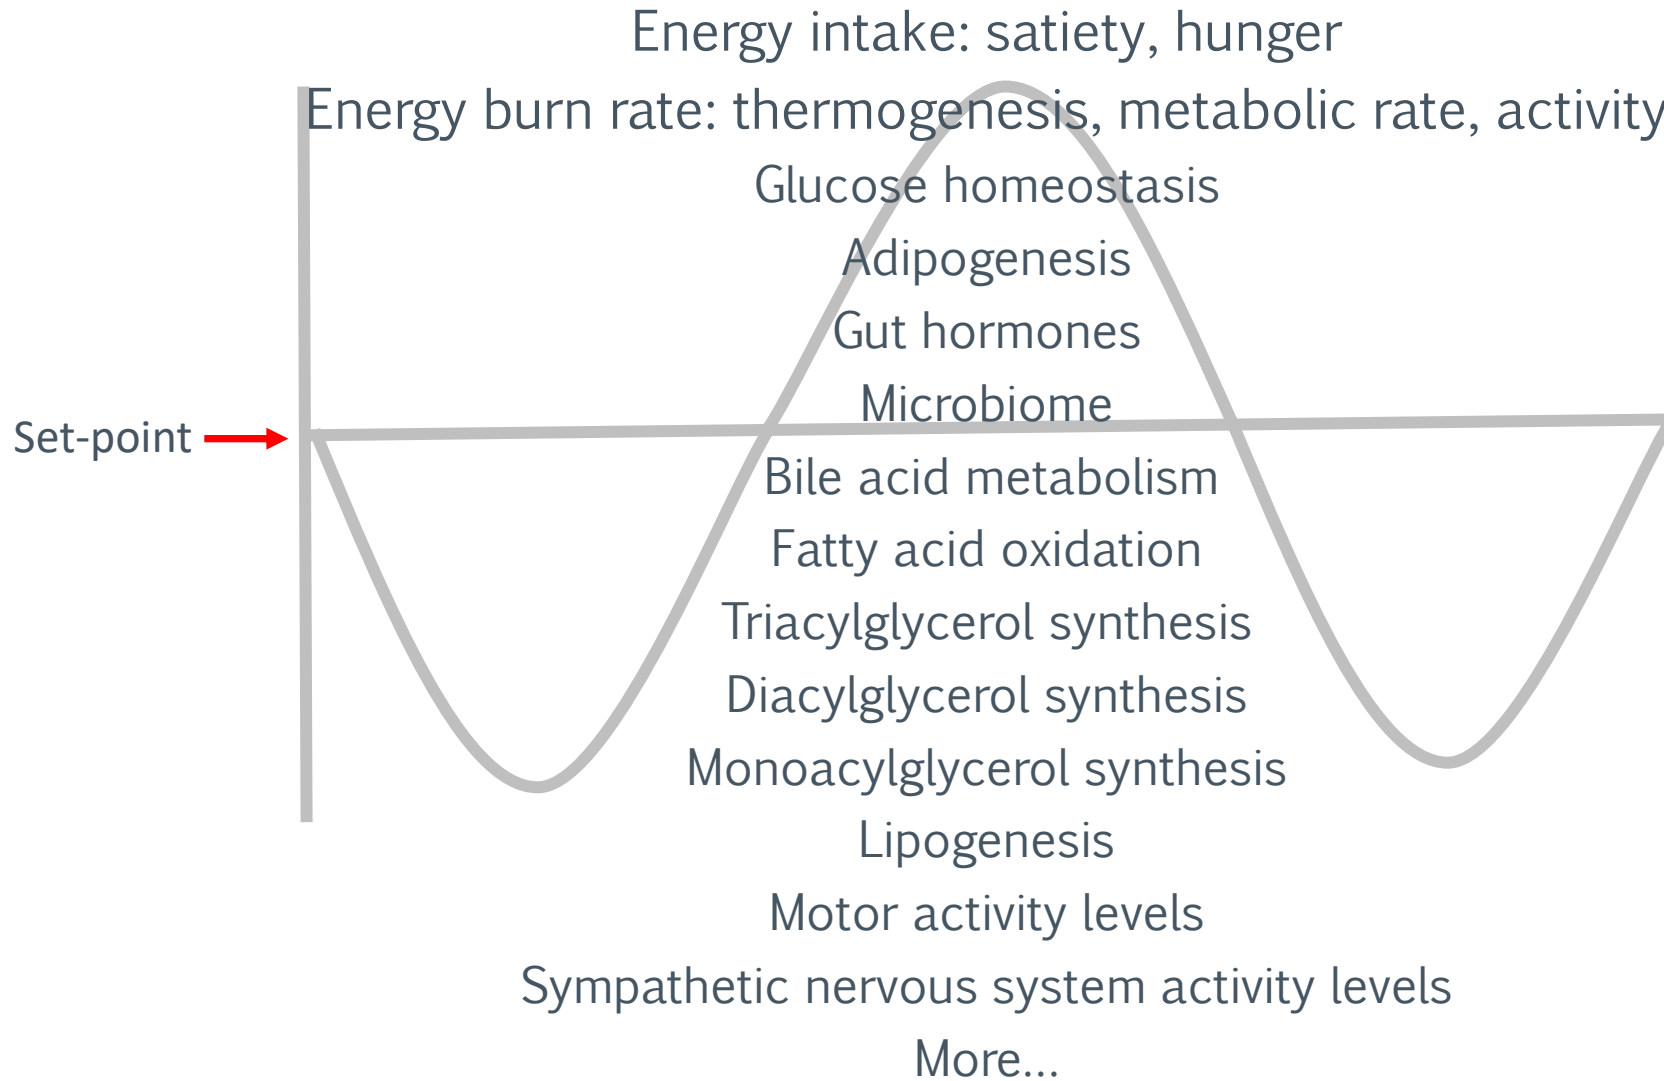 Energy intake: satiety, hunger
Energy burn rate: thermogenesis, metabolic rate, activity
Glucose homeostasis
Adipogenesis
Gut hormones
Microbiome
Set-point
Bile acid metabolism
Fatty acid oxidation
Triacylglycerol synthesis
Diacylglycerol synthesis
Monoacylglycerol synthesis
Lipogenesis
Motor activity levels
Sympathetic nervous system activity levels
More...